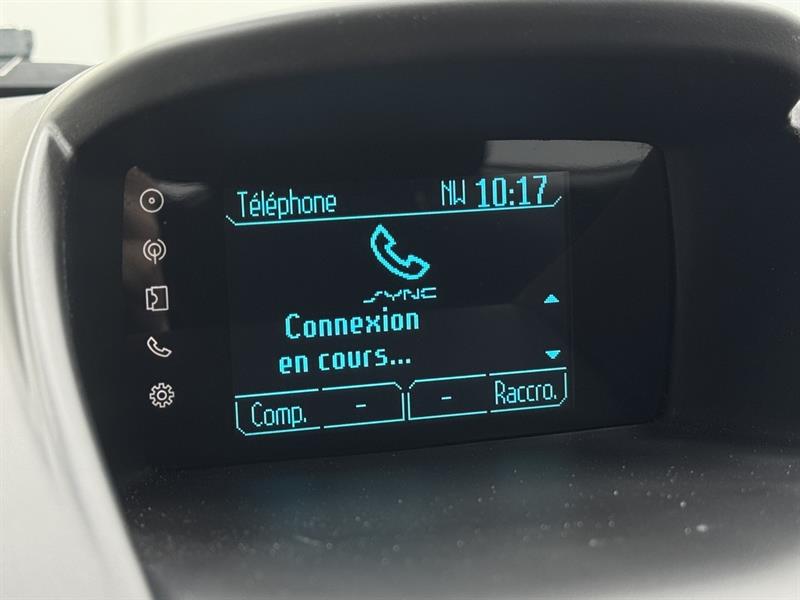 Téléphone NW 10:17
SYNC
Connexion
en cours...
Comp. - - Raccro.